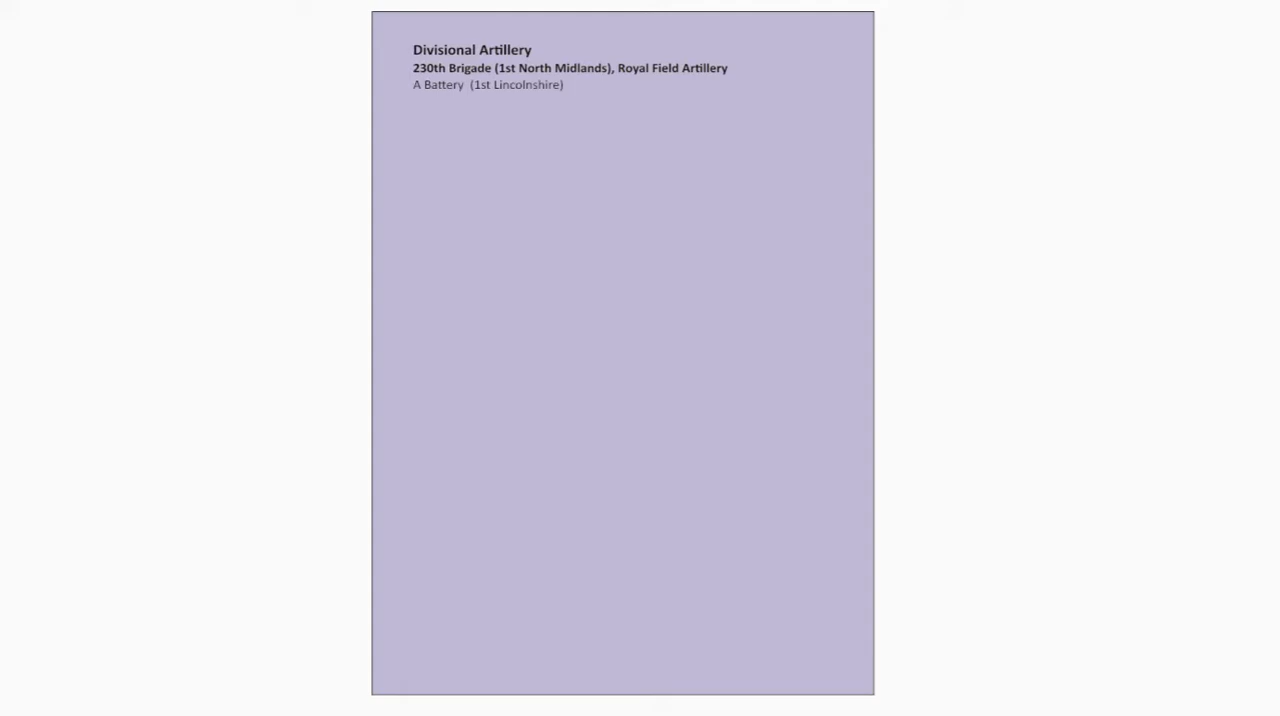 Divisional Artillery
230th Brigade (1st North Midlands), Royal Field Artillery
A Battery  (1st Lincolnshire)